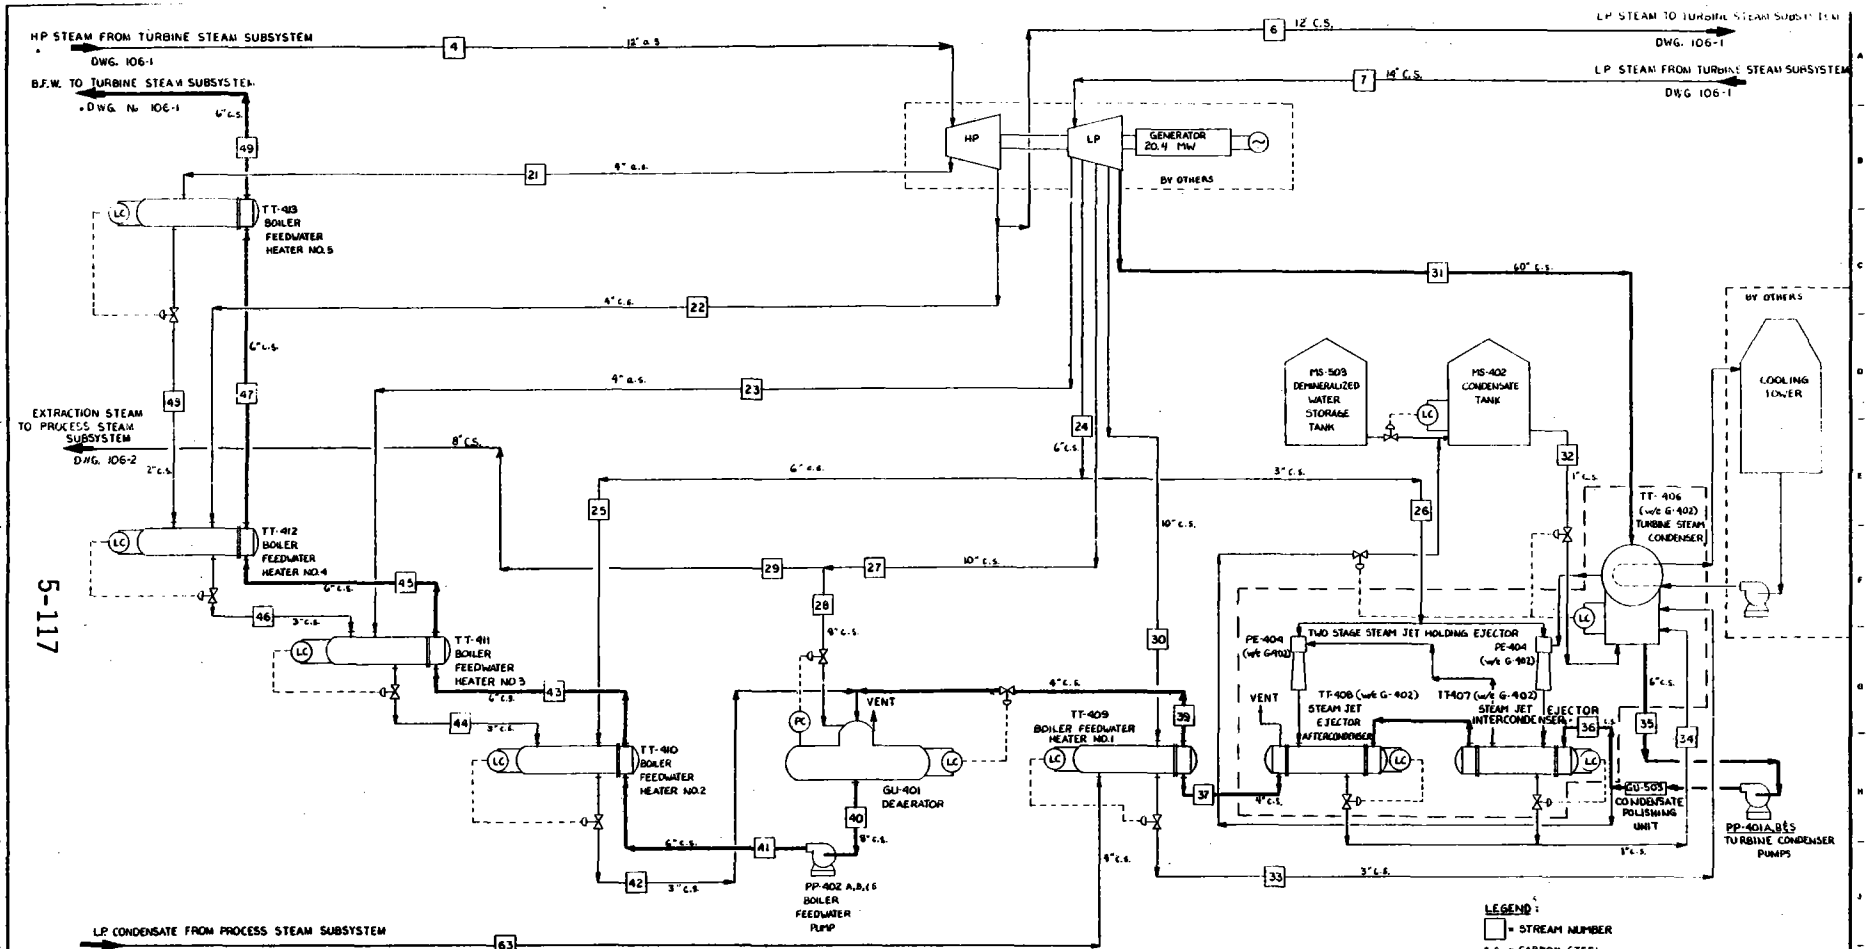 HP STEAM FROM TURBINE STEAM SUBSYSTEM
DWG. 106-1
4
12" a.s
6
12" C.S.
LP STEAM TO TURBINE STEAM SUBSYSTEM
DWG. 106-1
B.F.W. TO TURBINE STEAM SUBSYSTEM
DWG. No 106-1
7
14" C.S.
LP STEAM FROM TURBINE STEAM SUBSYSTEM
DWG 106-1
6" c.s.
49
HP
LP
GENERATOR
20.4 MW
BY OTHERS
21
4" a.s.
LC
TT-413
BOILER
FEEDWATER
HEATER NO.5
31
60" c.s.
22
4" c.s.
BY OTHERS
COOLING
TOWER
6" c.s.
47
23
4" a.s.
MS-503
DEMINERALIZED
WATER
STORAGE
TANK
LC
MS-402
CONDENSATE
TANK
EXTRACTION STEAM
TO PROCESS STEAM
SUBSYSTEM
DWG. 106-2
8" C.S.
2" c.s.
24
6" c.s.
32
1" c.s.
6" c.s.
3" c.s.
25
26
10" c.s.
TT-406
(w/c G-402)
TURBINE STEAM
CONDENSER
LC
TT-412
BOILER
FEEDWATER
HEATER NO.4
45
6" c.s.
29
27
10" c.s.
28
46
3" c.s.
30
LC
LC
TT-411
BOILER
FEEDWATER
HEATER NO 3
TWO STAGE STEAM JET HOLDING EJECTOR
PE-404
(w/c G-402)
PE-404
(w/c G-402)
43
6" c.s.
4" c.s.
39
VENT
VENT
TT-408 (w/c G-402)
STEAM JET
EJECTOR
AFTERCONDENSER
TT-407 (w/c G-402)
STEAM JET EJECTOR
INTERCONDENSER
36
6" c.s.
35
34
44
3" c.s.
PC
TT-409
BOILER FEEDWATER
HEATER NO.1
LC
TT-410
BOILER
FEEDWATER
HEATER NO.2
LC
GU-401
DEAERATOR
LC
LC
LC
37
4" c.s.
GU-503
CONDENSATE
POLISHING
UNIT
PP-401A,B&S
TURBINE CONDENSER
PUMPS
40
8" c.s.
41
6" c.s.
42
3" c.s.
PP-402 A,B,&S
BOILER
FEEDWATER
PUMP
33
3" c.s.
LP CONDENSATE FROM PROCESS STEAM SUBSYSTEM
63
LEGEND:
= STREAM NUMBER
5-117